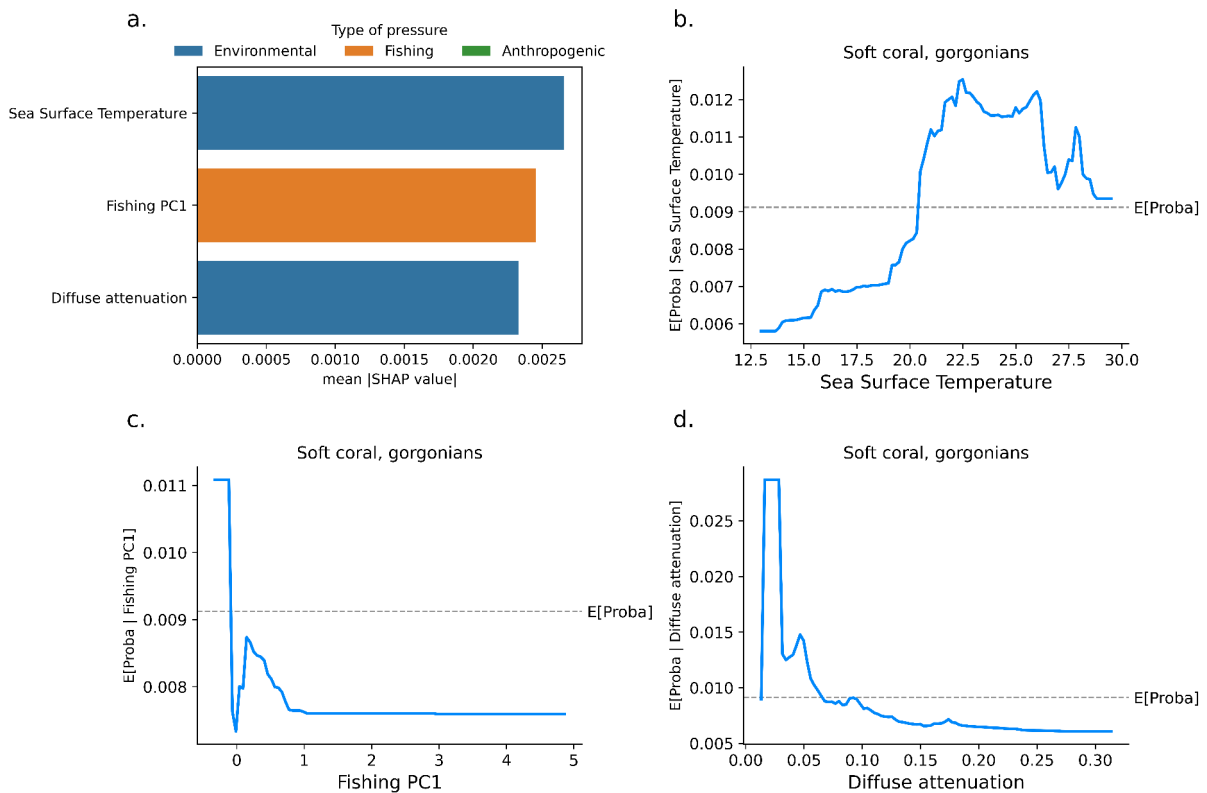 a.
Type of pressure
Environmental Fishing Anthropogenic
Sea Surface Temperature
Fishing PC1
Diffuse attenuation
0.0000 0.0005 0.0010 0.0015 0.0020 0.0025
mean |SHAP value|
b.
Soft coral, gorgonians
E[Proba | Sea Surface Temperature]
0.012
0.011
0.010
0.009
0.008
0.007
0.006
E[Proba]
12.5 15.0 17.5 20.0 22.5 25.0 27.5 30.0
Sea Surface Temperature
c.
Soft coral, gorgonians
E[Proba | Fishing PC1]
0.011
0.010
0.009
0.008
E[Proba]
0 1 2 3 4 5
Fishing PC1
d.
Soft coral, gorgonians
E[Proba | Diffuse attenuation]
0.025
0.020
0.015
0.010
0.005
E[Proba]
0.00 0.05 0.10 0.15 0.20 0.25 0.30
Diffuse attenuation